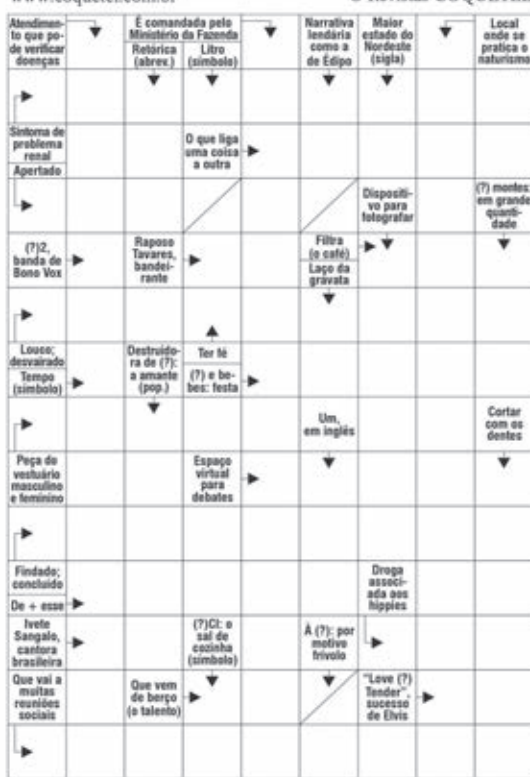 www.coquetel.com.br
Atendimen-
to que po-
de verificar
doenças
É comandada pelo
Ministério da Fazenda
Retórica
(abrev.)
Litro
(símbolo)
Narrativa
lendária
como a
de Édipo
Maior
estado do
Nordeste
(sigla)
Local
onde se
pratica o
naturismo
Sintoma de
problema
renal
Apertado
O que liga
uma coisa
a outra
Dispositi-
vo para
fotografar
(?) montes:
em grande
quanti-
dade
(?)2,
banda de
Bono Vox
Raposo
Tavares,
bandei-
rante
Filtra
(o café)
Laço da
gravata
Louco;
desvairado
Tempo
(símbolo)
Destruido-
ra de (?):
a amante
(pop.)
Ter fé
(?) e be-
bes: festa
Um,
em inglês
Cortar
com os
dentes
Peça do
vestuário
masculino
e feminino
Espaço
virtual
para
debates
Findado;
concluído
De + esse
Droga
associ-
ada aos
hippies
Ivete
Sangalo,
cantora
brasileira
(?)Cl: o
sal de
cozinha
(símbolo)
À (?): por
motivo
frívolo
Que vai a
muitas
reuniões
sociais
Que vem
de berço
(o talento)
"Love (?)
Tender",
sucesso
de Elvis